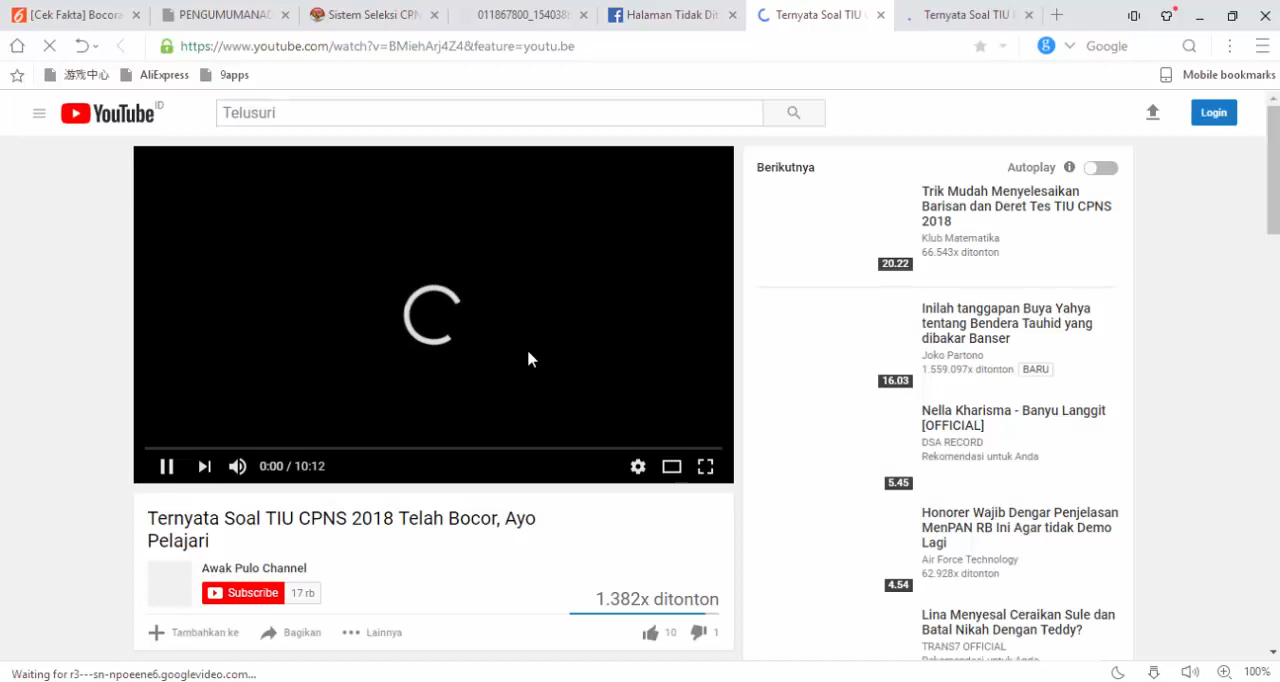 [Cek Fakta] Bocora
PENGUMUMANAD
Sistem Seleksi CPN
011867800_154038
Halaman Tidak Dit
Ternyata Soal TIU
Ternyata Soal TIU
https://www.youtube.com/watch?v=BMiehArj4Z4&feature=youtu.be
g
Google
游戏中心
AliExpress
9apps
Mobile bookmarks
YouTube ID
Telusuri
Login
0:00 / 10:12
Ternyata Soal TIU CPNS 2018 Telah Bocor, Ayo
Pelajari
Awak Pulo Channel
Subscribe 17 rb
1.382x ditonton
Tambahkan ke
Bagikan
Lainnya
10
1
Berikutnya
Autoplay
Trik Mudah Menyelesaikan
Barisan dan Deret Tes TIU CPNS
2018
Klub Matematika
66.543x ditonton
20.22
Inilah tanggapan Buya Yahya
tentang Bendera Tauhid yang
dibakar Banser
Joko Partono
1.559.097x ditonton BARU
16.03
Nella Kharisma - Banyu Langgit
[OFFICIAL]
DSA RECORD
Rekomendasi untuk Anda
5.45
Honorer Wajib Dengar Penjelasan
MenPAN RB Ini Agar tidak Demo
Lagi
Air Force Technology
62.928x ditonton
4.54
Lina Menyesal Ceraikan Sule dan
Batal Nikah Dengan Teddy?
TRANS7 OFFICIAL
Rekomendasi untuk Anda
Waiting for r3---sn-npoeene6.googlevideo.com...
100%